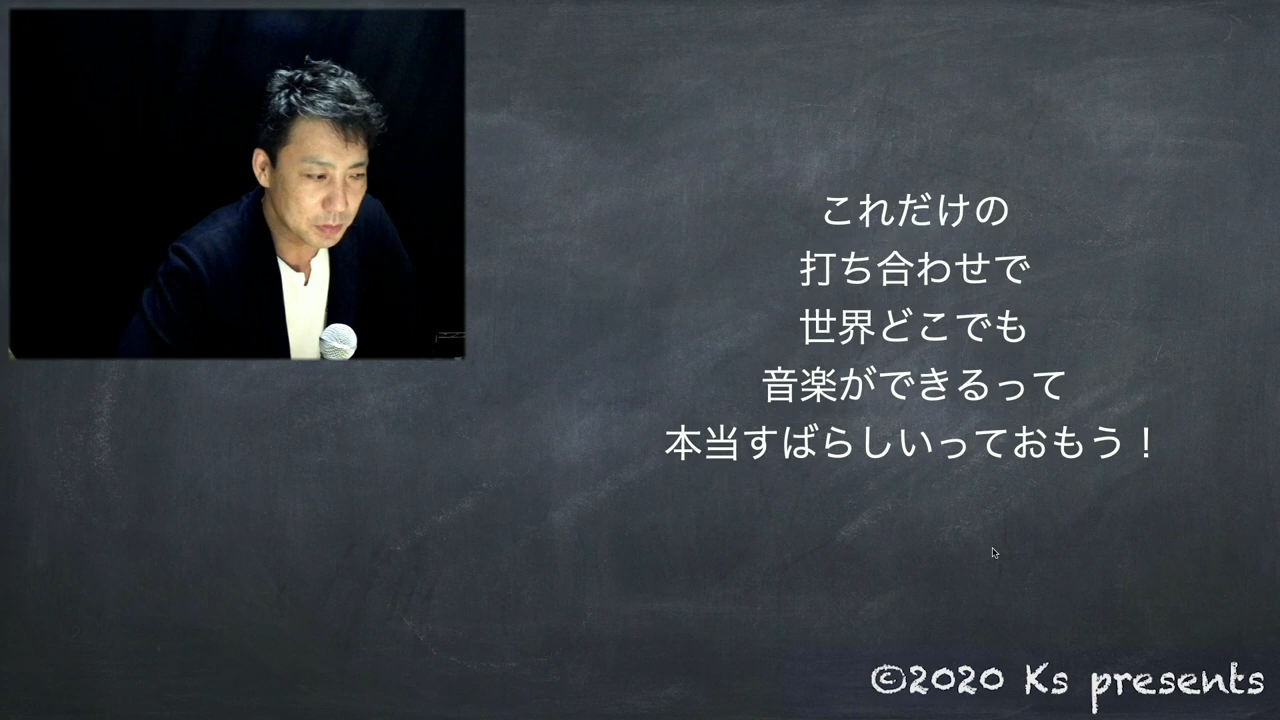 これだけの
打ち合わせで
世界どこでも
音楽ができるって
本当すばらしいっておもう！
©2020 Ks presents